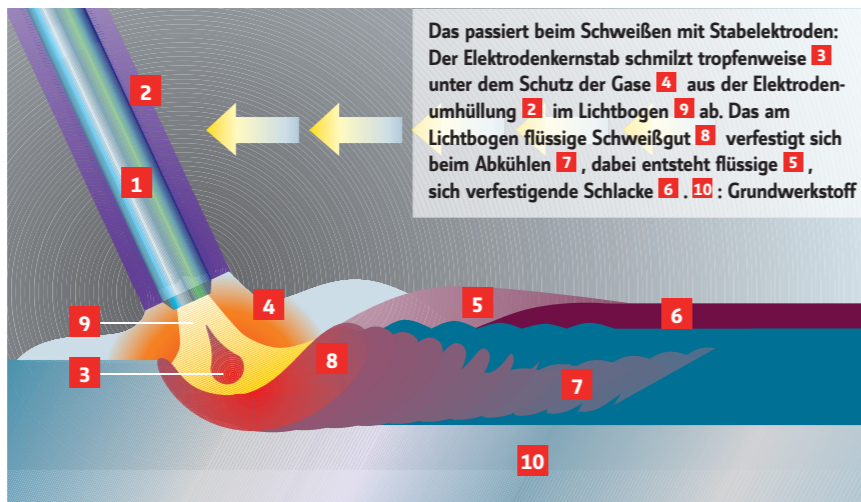 Das passiert beim Schweißen mit Stabelektroden:
Der Elektrodenkernstab schmilzt tropfenweise 3
unter dem Schutz der Gase 4 aus der Elektroden-
umhüllung 2 im Lichtbogen 9 ab. Das am
Lichtbogen flüssige Schweißgut 8 verfestigt sich
beim Abkühlen 7 , dabei entsteht flüssige 5 ,
sich verfestigende Schlacke 6 . 10 : Grundwerkstoff
2
1
4
5
9
6
8
3
7
10